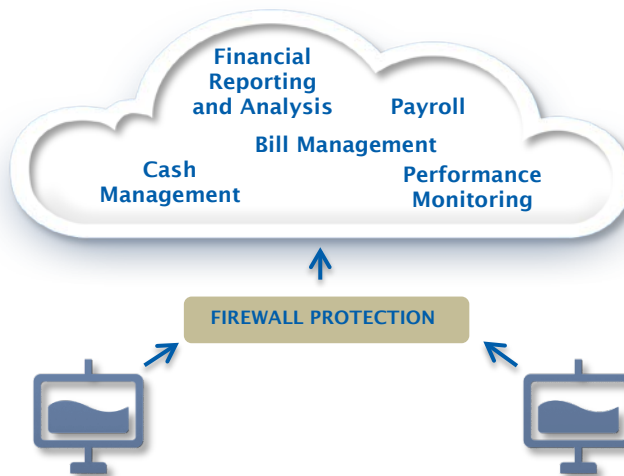 Financial
Reporting
and Analysis
Payroll
Bill Management
Cash
Management
Performance
Monitoring
FIREWALL PROTECTION